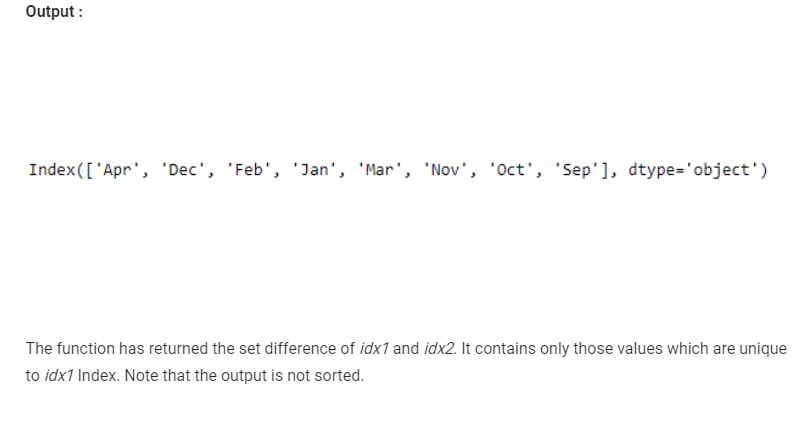 Output :
Index(['Apr', 'Dec', 'Feb', 'Jan', 'Mar', 'Nov', 'Oct', 'Sep'], dtype='object')
The function has returned the set difference of idx1 and idx2. It contains only those values which are unique
to idx1 Index. Note that the output is not sorted.